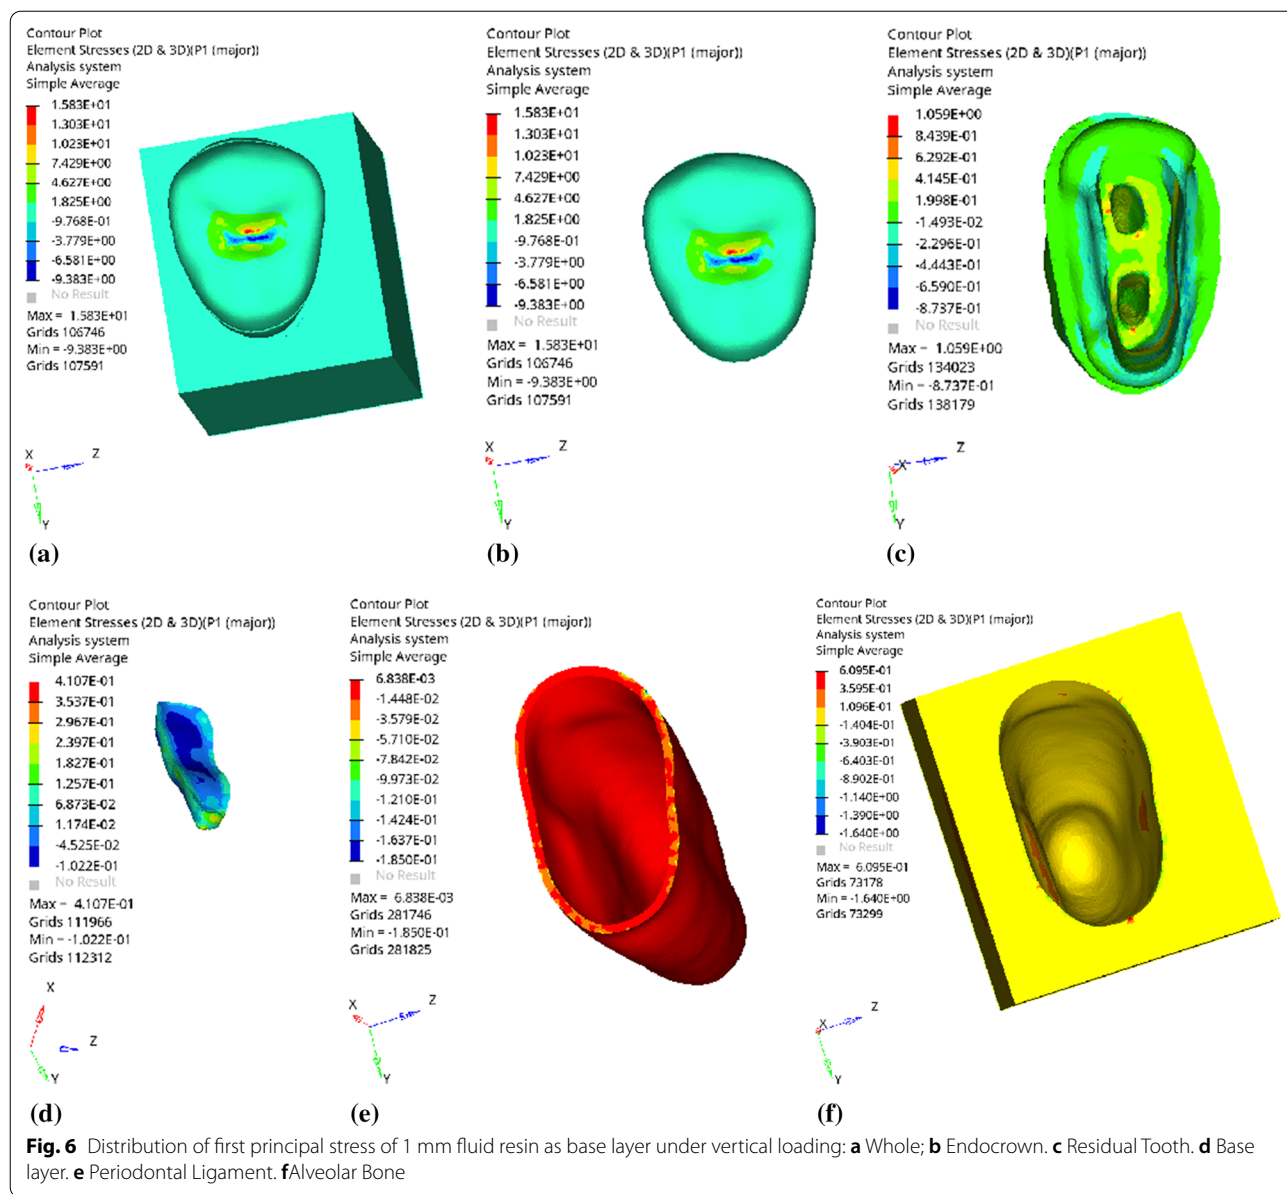 Contour Plot
Element Stresses (2D & 3D)(P1 (major))
Analysis system
Simple Average
1.583E+01
1.303E+01
1.023E+01
7.429E+00
4.627E+00
1.825E+00
-9.768E-01
-3.779E+00
-6.581E+00
-9.383E+00
No Result
Max = 1.583E+01
Grids 106746
Min = -9.383E+00
Grids 107591
X
Z
Y
(a)
Contour Plot
Element Stresses (2D & 3D)(P1 (major))
Analysis system
Simple Average
1.583E+01
1.303E+01
1.023E+01
7.429E+00
4.627E+00
1.825E+00
-9.768E-01
-3.779E+00
-6.581E+00
-9.383E+00
No Result
Max = 1.583E+01
Grids 106746
Min = -9.383E+00
Grids 107591
X
Z
Y
(b)
Contour Plot
Element Stresses (2D & 3D)(P1 (major))
Analysis system
Simple Average
1.059E+00
8.439E-01
6.292E-01
4.145E-01
1.998E-01
-1.493E-02
-2.296E-01
-4.443E-01
-6.590E-01
-8.737E-01
No Result
Max = 1.059E+00
Grids 134023
Min = -8.737E-01
Grids 138179
X
Z
Y
(c)
Contour Plot
Element Stresses (2D & 3D)(P1 (major))
Analysis system
Simple Average
4.107E-01
3.537E-01
2.967E-01
2.397E-01
1.827E-01
1.257E-01
6.873E-02
1.174E-02
-4.525E-02
-1.022E-01
No Result
Max = 4.107E-01
Grids 111966
Min = -1.022E-01
Grids 112312
X
Z
Y
(d)
Contour Plot
Element Stresses (2D & 3D)(P1 (major))
Analysis system
Simple Average
6.838E-03
-1.448E-02
-3.579E-02
-5.710E-02
-7.842E-02
-9.973E-02
-1.210E-01
-1.424E-01
-1.637E-01
-1.850E-01
No Result
Max = 6.838E-03
Grids 281746
Min = -1.850E-01
Grids 281825
X
Z
Y
(e)
Contour Plot
Element Stresses (2D & 3D)(P1 (major))
Analysis system
Simple Average
6.095E-01
3.595E-01
1.096E-01
-1.404E-01
-3.903E-01
-6.403E-01
-8.902E-01
-1.140E+00
-1.390E+00
-1.640E+00
No Result
Max = 6.095E-01
Grids 73178
Min = -1.640E+00
Grids 73299
X
Z
Y
(f)
Fig. 6 Distribution of first principal stress of 1 mm fluid resin as base layer under vertical loading: a Whole; b Endocrown. c Residual Tooth. d Base
layer. e Periodontal Ligament. fAlveolar Bone